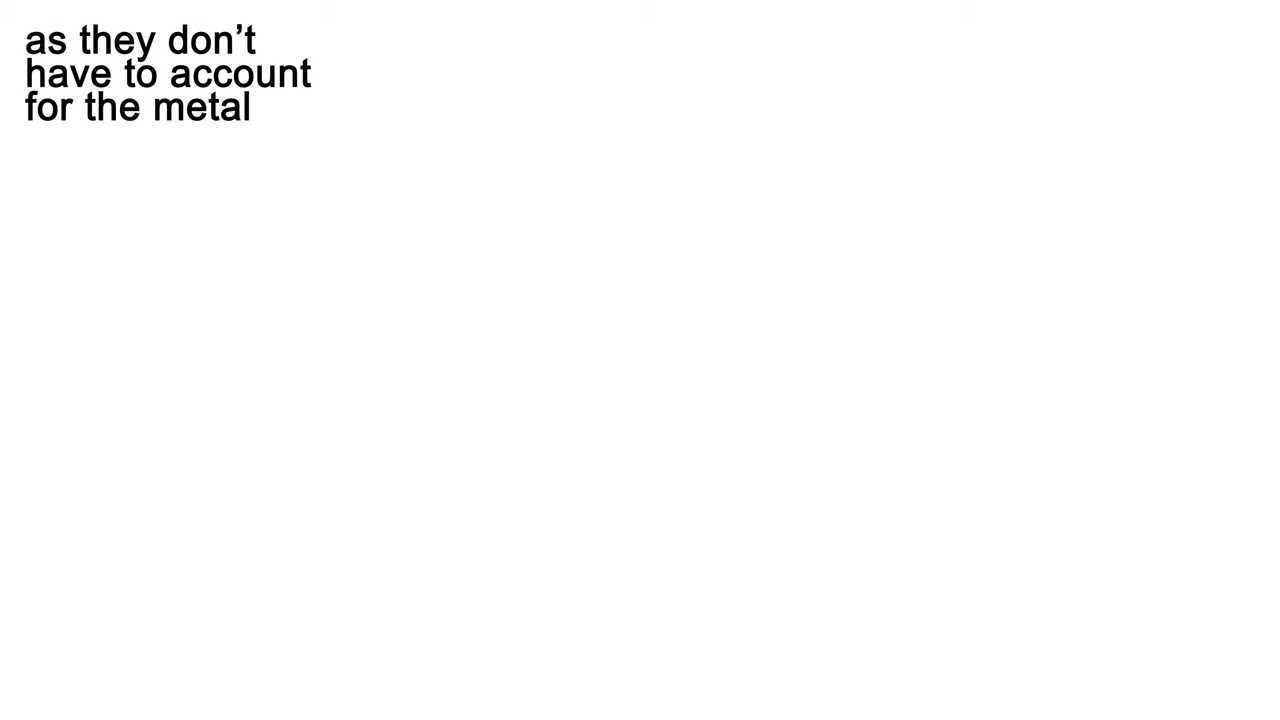 as they don’t
have to account
for the metal